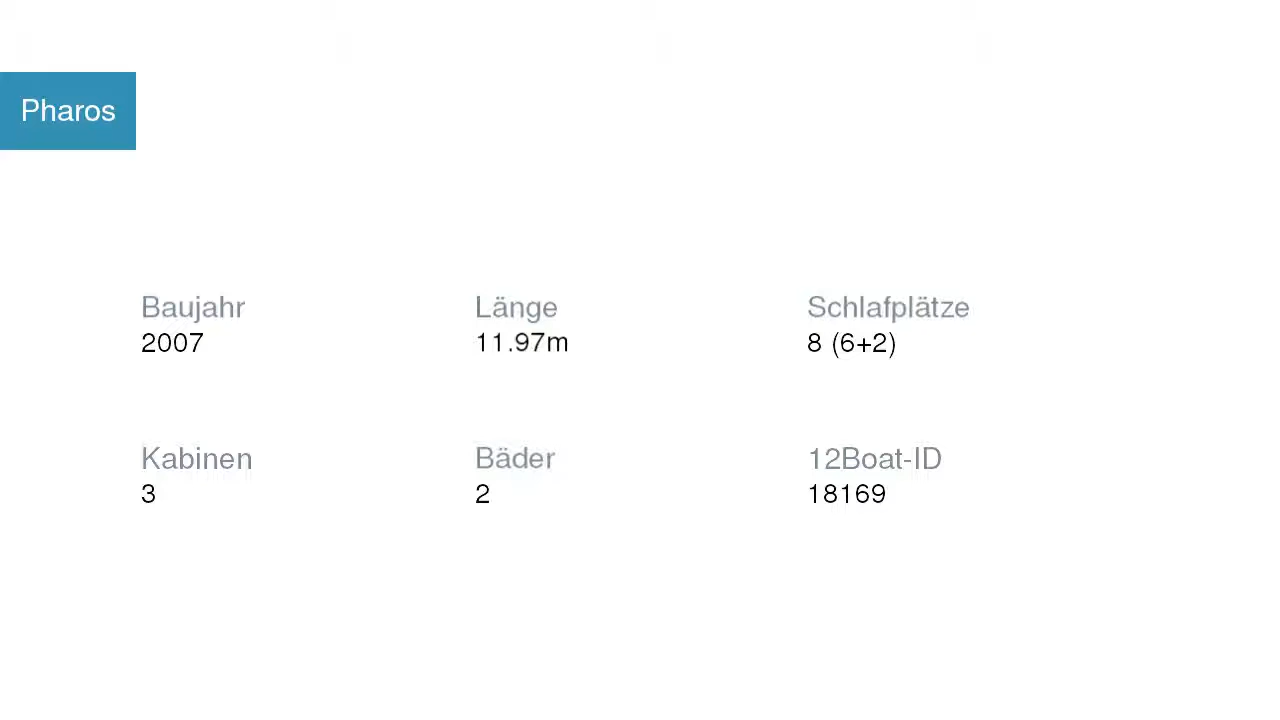 Pharos
Baujahr
2007
Länge
11.97m
Schlafplätze
8 (6+2)
Kabinen
3
Bäder
2
12Boat-ID
18169